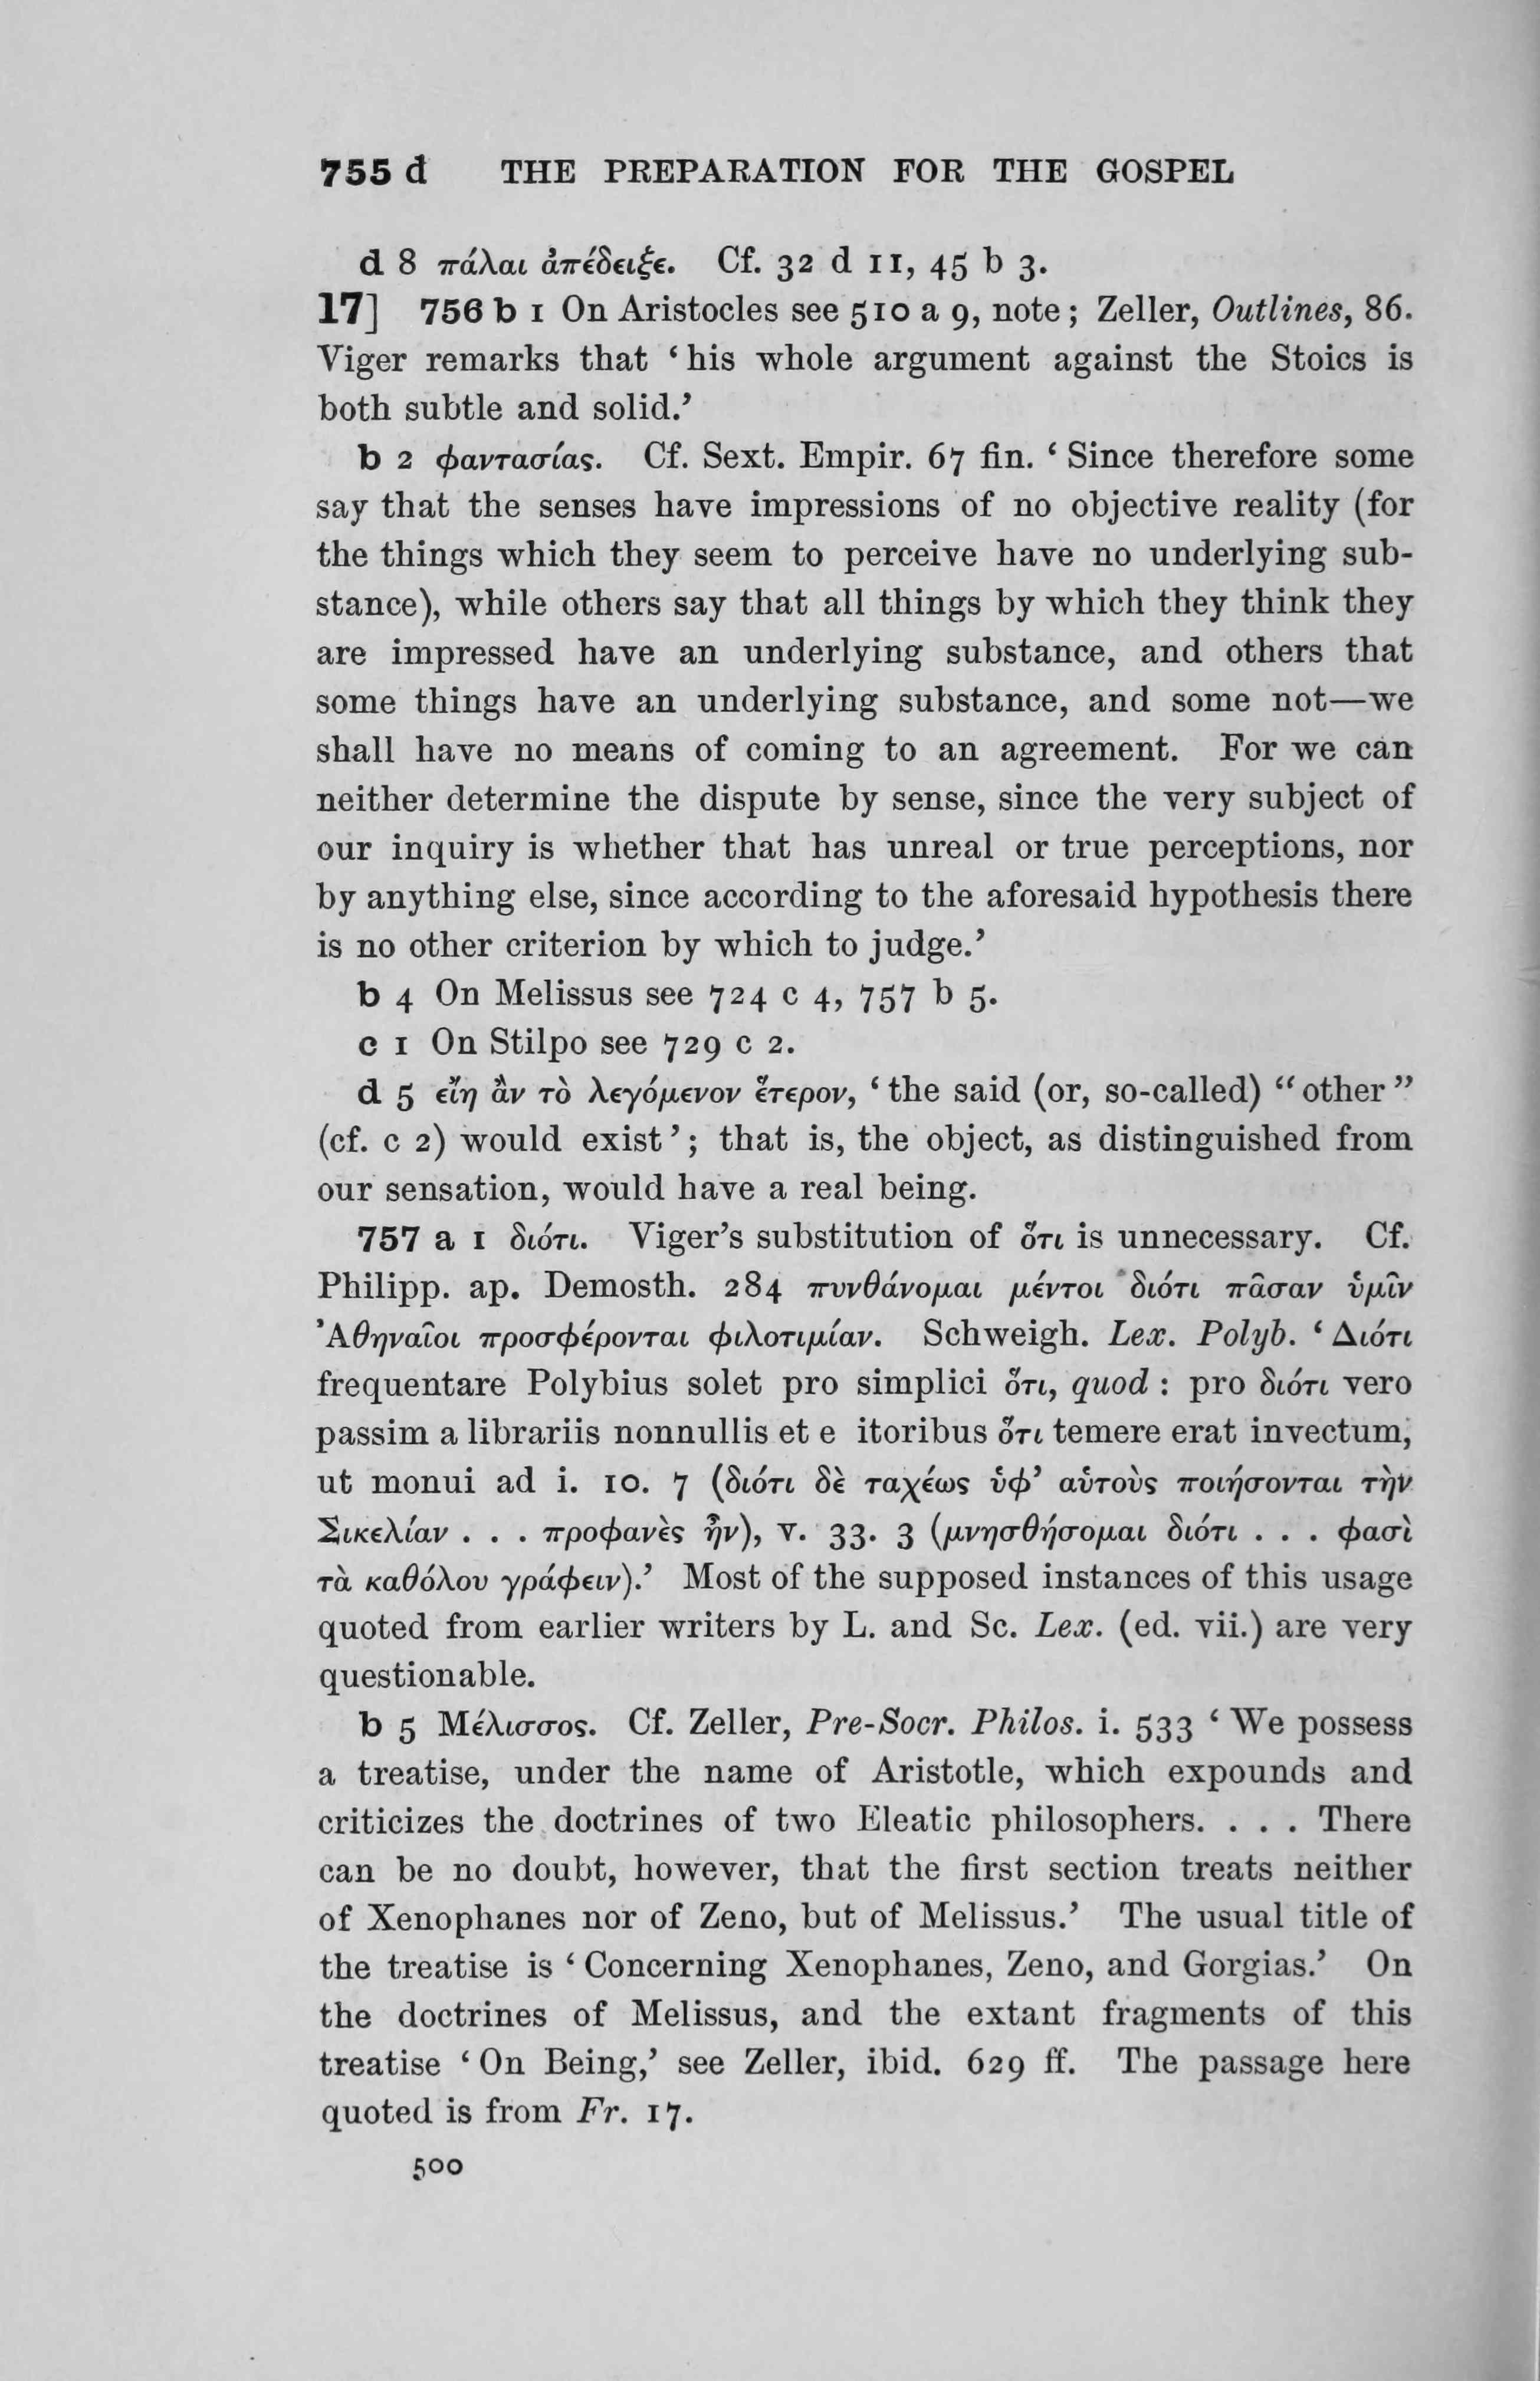 755 d THE PREPARATION FOR THE GOSPEL
d 8 πάλαι ἀπέδειξε. Cf. 32 d 11, 45 b 3.
17] 756 b 1 On Aristocles see 510 a 9, note; Zeller, Outlines, 86.
Viger remarks that ‘his whole argument against the Stoics is
both subtle and solid.’
b 2 φαντασίας. Cf. Sext. Empir. 67 fin. ‘Since therefore some
say that the senses have impressions of no objective reality (for
the things which they seem to perceive have no underlying sub-
stance), while others say that all things by which they think they
are impressed have an underlying substance, and others that
some things have an underlying substance, and some not—we
shall have no means of coming to an agreement. For we can
neither determine the dispute by sense, since the very subject of
our inquiry is whether that has unreal or true perceptions, nor
by anything else, since according to the aforesaid hypothesis there
is no other criterion by which to judge.’
b 4 On Melissus see 724 c 4, 757 b 5.
c 1 On Stilpo see 729 c 2.
d 5 εἴη ἂν τὸ λεγόμενον ἕτερον, ‘the said (or, so-called) “other”
(cf. c 2) would exist’; that is, the object, as distinguished from
our sensation, would have a real being.
757 a 1 διότι. Viger’s substitution of ὅτι is unnecessary. Cf.
Philipp. ap. Demosth. 284 πυνθάνομαι μέντοι διότι πᾶσαν ὑμῖν
Ἀθηναῖοι προσφέρονται φιλοτιμίαν. Schweigh. Lex. Polyb. ‘Διότι
frequentare Polybius solet pro simplici ὅτι, quod: pro διότι vero
passim a librariis nonnullis et e itoribus ὅτι temere erat invectum,
ut monui ad i. 10. 7 (διότι δὲ ταχέως ὑφ’ αὑτοὺς ποιήσονται τὴν
Σικελίαν . . . προφανὲς ἦν), v. 33. 3 (μνησθήσομαι διότι . . . φασὶ
τὰ καθόλου γράφειν).’ Most of the supposed instances of this usage
quoted from earlier writers by L. and Sc. Lex. (ed. vii.) are very
questionable.
b 5 Μέλισσος. Cf. Zeller, Pre-Socr. Philos. i. 533 ‘We possess
a treatise, under the name of Aristotle, which expounds and
criticizes the doctrines of two Eleatic philosophers. . . . There
can be no doubt, however, that the first section treats neither
of Xenophanes nor of Zeno, but of Melissus.’ The usual title of
the treatise is ‘Concerning Xenophanes, Zeno, and Gorgias.’ On
the doctrines of Melissus, and the extant fragments of this
treatise ‘On Being,’ see Zeller, ibid. 629 ff. The passage here
quoted is from Fr. 17.
500